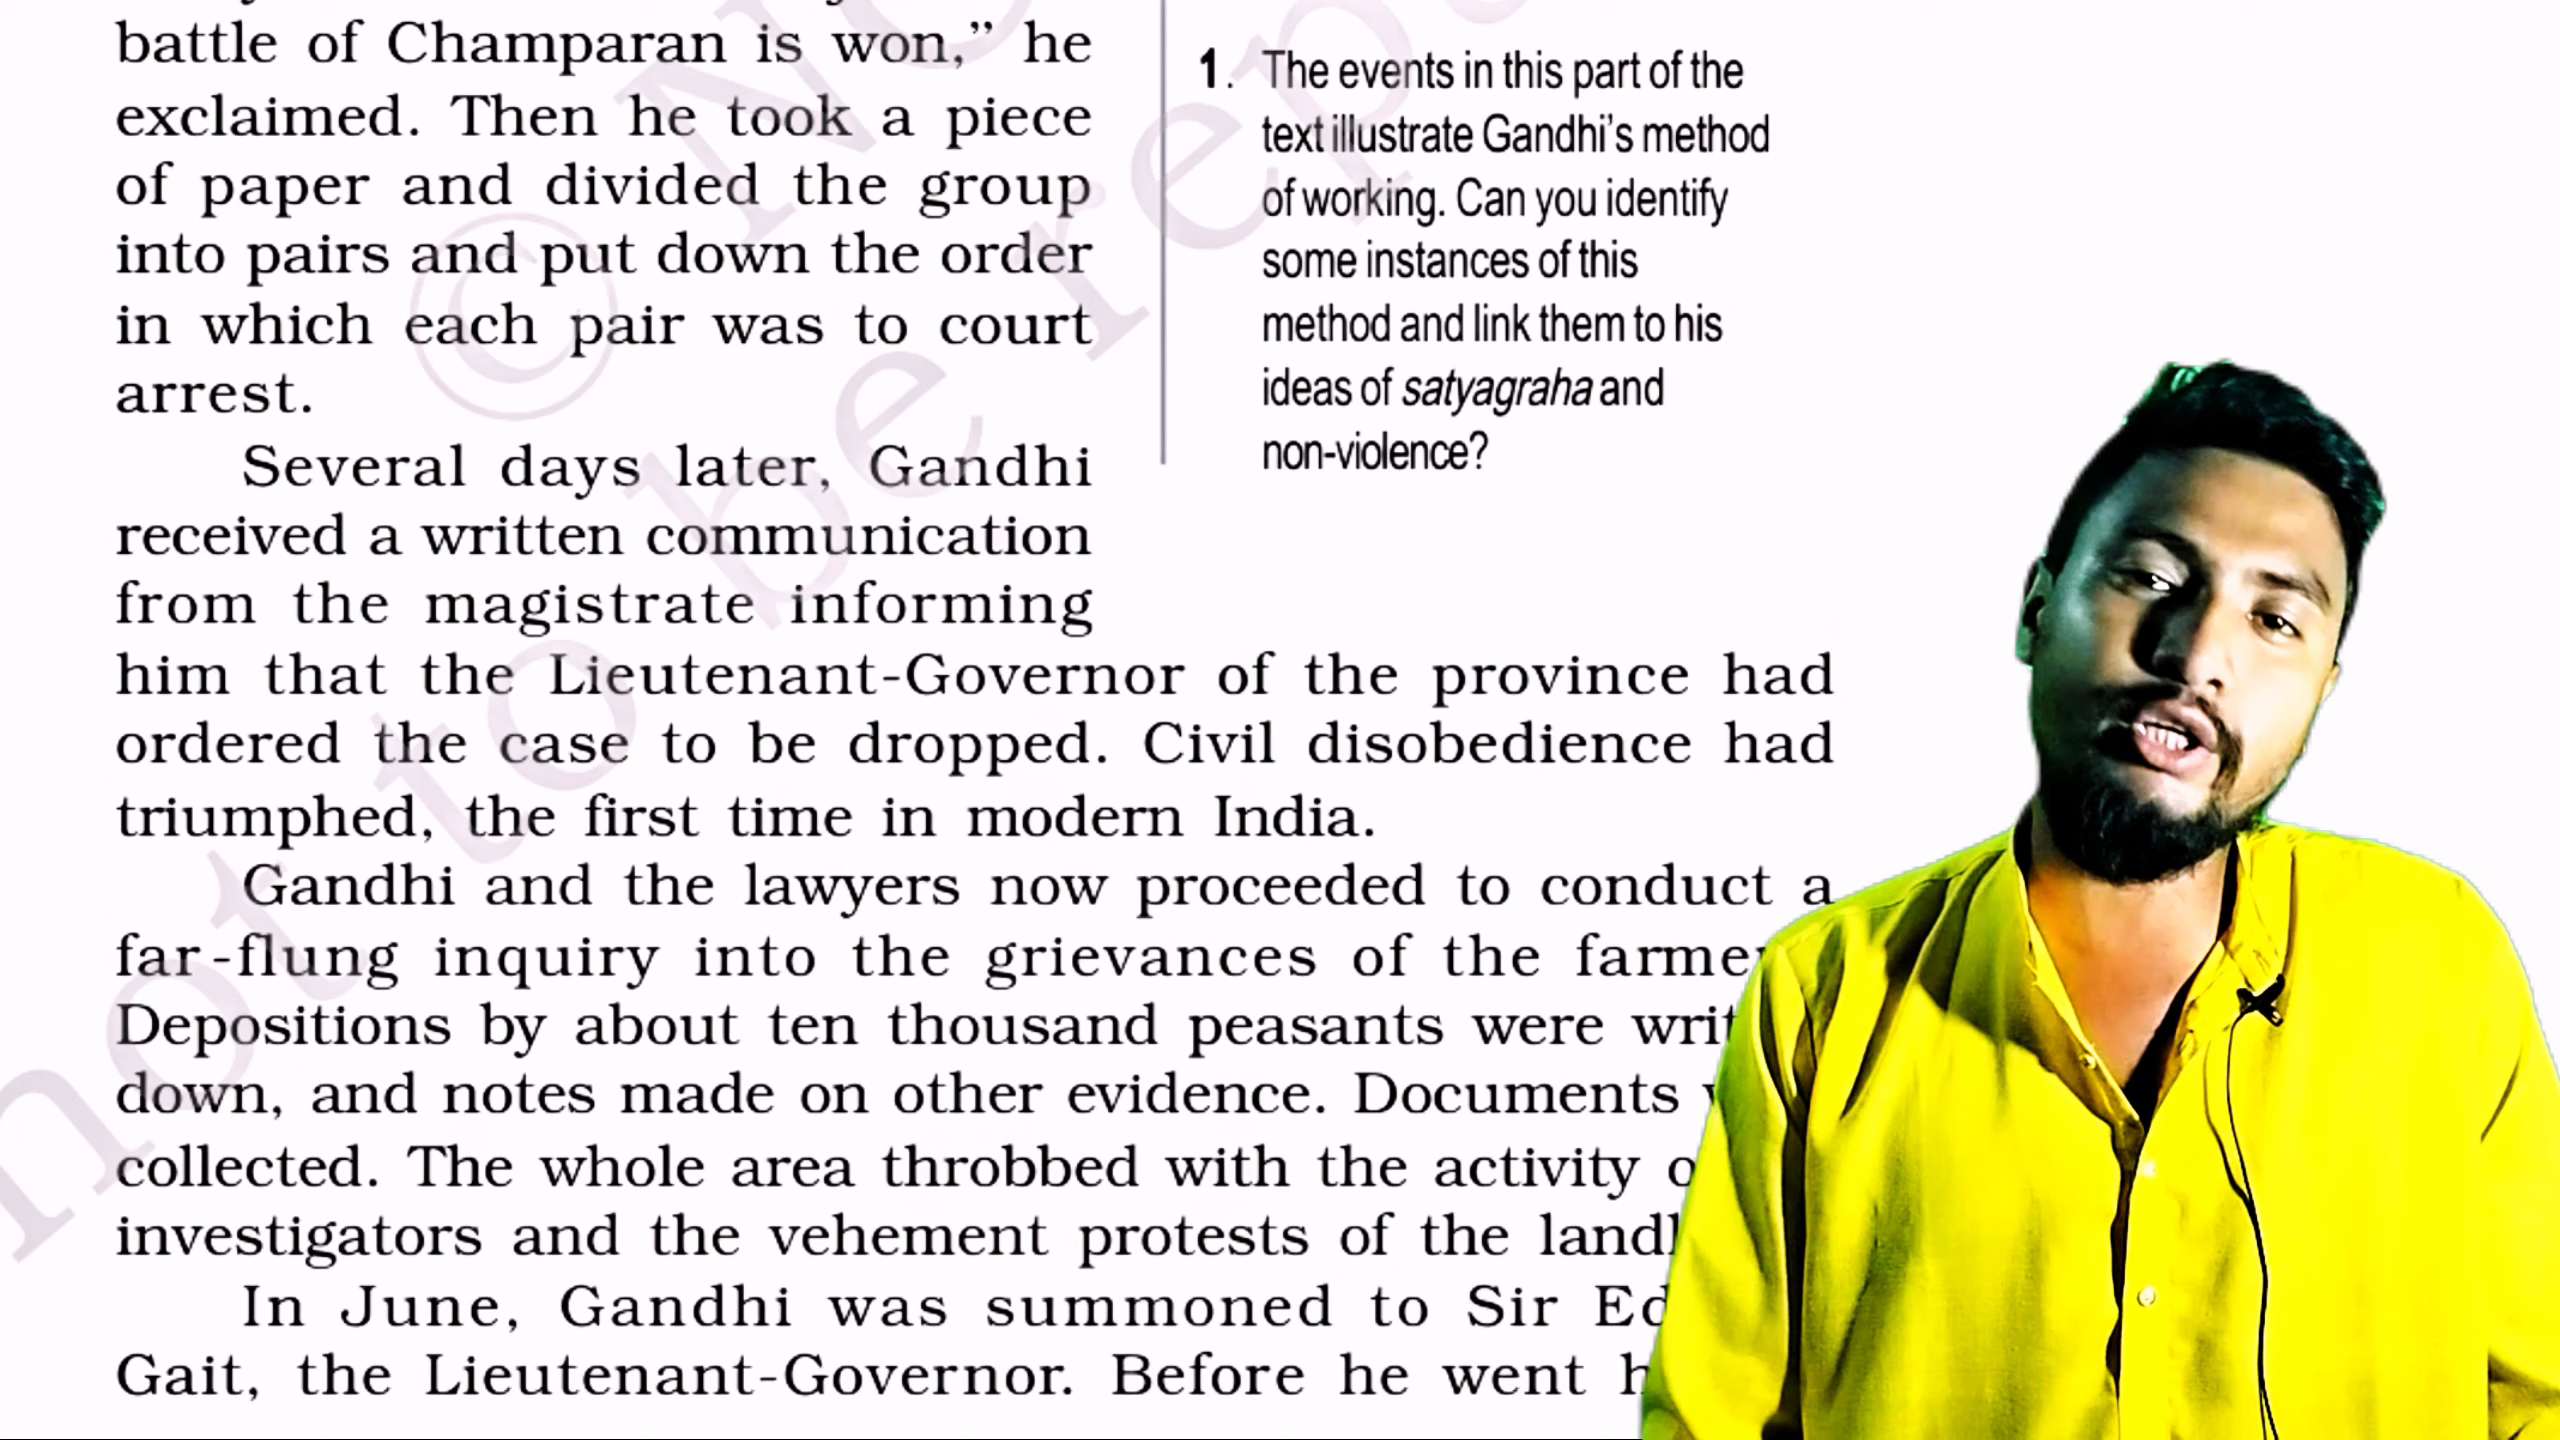 battle of Champaran is won,” he
exclaimed. Then he took a piece
of paper and divided the group
into pairs and put down the order
in which each pair was to court
arrest.
Several days later, Gandhi
received a written communication
from the magistrate informing
him that the Lieutenant-Governor of the province had
ordered the case to be dropped. Civil disobedience had
triumphed, the first time in modern India.
Gandhi and the lawyers now proceeded to conduct a
far-flung inquiry into the grievances of the
Depositions by about ten thousand peasants were
down, and notes made on other evidence. Documents
collected. The whole area throbbed with the activity
investigators and the vehement protests of the
In June, Gandhi was summoned to Sir
Gait, the Lieutenant-Governor. Before he went
1. The events in this part of the
text illustrate Gandhi’s method
of working. Can you identify
some instances of this
method and link them to his
ideas of satyagraha and
non-violence?
©
not to be